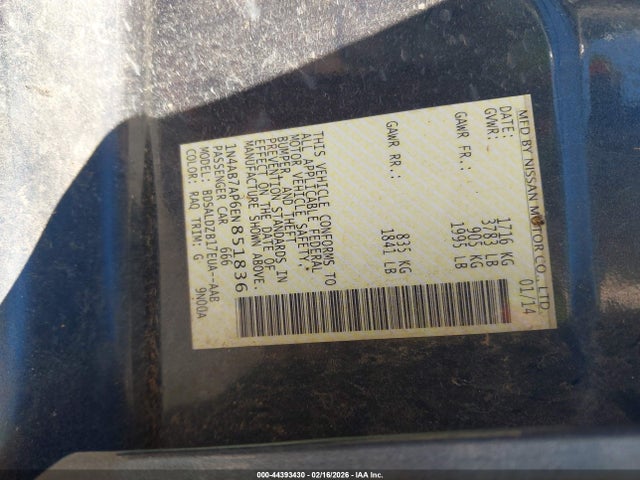 MFD BY NISSAN MOTOR CO., LTD.
DATE: 01/14
GVWR: 1716 KG
3783 LB
GAWR FR.: 905 KG
1995 LB
GAWR RR.: 835 KG
1841 LB
THIS VEHICLE CONFORMS TO
ALL APPLICABLE FEDERAL
MOTOR VEHICLE SAFETY,
BUMPER, AND THEFT
PREVENTION STANDARDS IN
EFFECT ON THE DATE OF
MANUFACTURE SHOWN ABOVE.
1N4AB7AP6EN851836
PASSENGER CAR 666
MODEL: BDSALDZB17EUA--AAB
COLOR: RAQ TRIM: G 9N00A
000-44393430 - 02/16/2026 - IAA Inc.